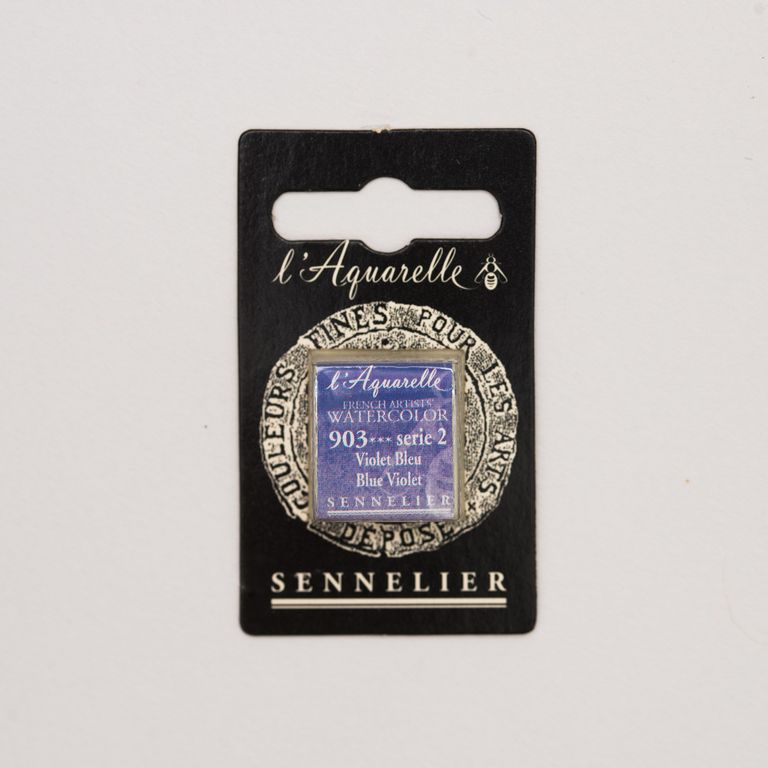 l'Aquarelle
COULEURS FINES POUR LES ARTS
DÉPOSÉ
l'Aquarelle
FRENCH ARTISTS'
WATERCOLOR
903*** serie 2
Violet Bleu
Blue Violet
SENNELIER
SENNELIER